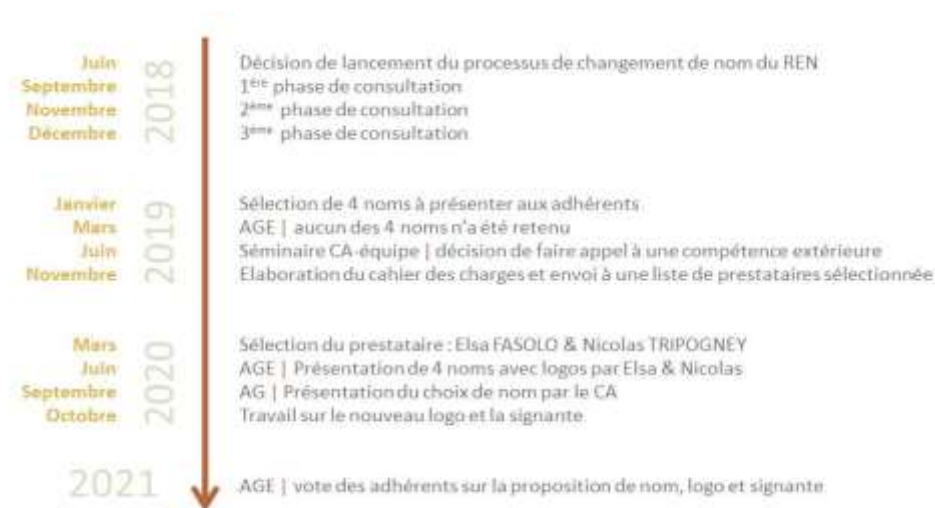 2018
Juin Décision de lancement du processus de changement de nom du REN
Septembre 1ère phase de consultation
Novembre 2ème phase de consultation
Décembre 3ème phase de consultation
2019
Janvier Sélection de 4 noms à présenter aux adhérents
Mars AGE | aucun des 4 noms n'a été retenu
Juin Séminaire CA-équipe | décision de faire appel à une compétence extérieure
Novembre Elaboration du cahier des charges et envoi à une liste de prestataires sélectionnée
2020
Mars Sélection du prestataire : Elsa FASOLO & Nicolas TRIPOGNEY
Juin AGE | Présentation de 4 noms avec logos par Elsa & Nicolas
Septembre AG | Présentation du choix de nom par le CA
Octobre Travail sur le nouveau logo et la signante
2021 AGE | vote des adhérents sur la proposition de nom, logo et signante